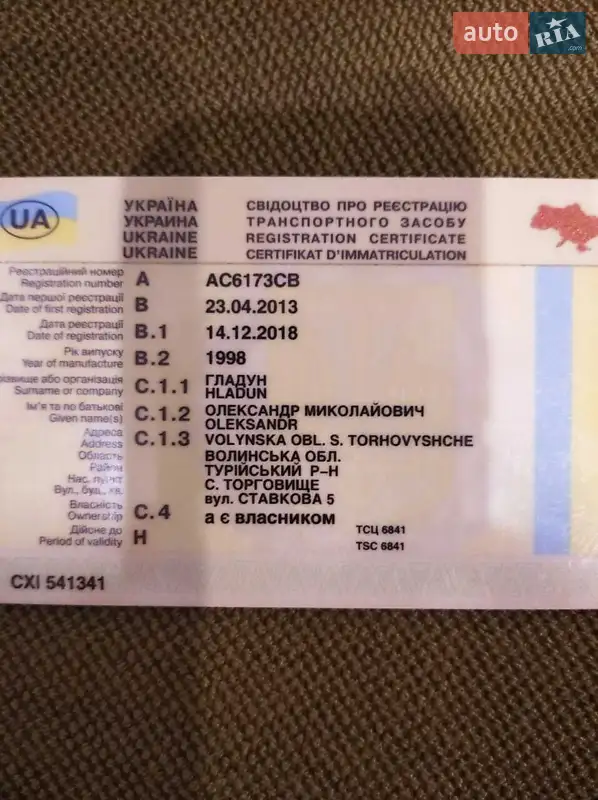 auto RIA .com
UA
УКРАЇНА СВІДОЦТВО ПРО РЕЄСТРАЦІЮ
УКРАИНА ТРАНСПОРТНОГО ЗАСОБУ
UKRAINE REGISTRATION CERTIFICATE
UKRAINE CERTIFIKAT D'IMMATRICULATION
Реєстраційний номер
Registration number A AC6173CB
Дата першої реєстрації
Date of first registration B 23.04.2013
Дата реєстрації
Date of registration B.1 14.12.2018
Рік випуску
Year of manufacture B.2 1998
різвище або організація C.1.1 ГЛАДУН
Surname or company HLADUN
Ім'я та по батькові C.1.2 ОЛЕКСАНДР МИКОЛАЙОВИЧ
Given name(s) OLEKSANDR
Адреса C.1.3 VOLYNSKA OBL. S. TORHOVYSHCHE
Address
Область ВОЛИНСЬКА ОБЛ.
Район ТУРІЙСЬКИЙ Р-Н
Нас. пункт С. ТОРГОВИЩЕ
Вул., буд., кв. вул. СТАВКОВА 5
Власність
Ownership C.4 а є власником
Дійсне до ТСЦ 6841
Period of validity H TSC 6841
CXI 541341